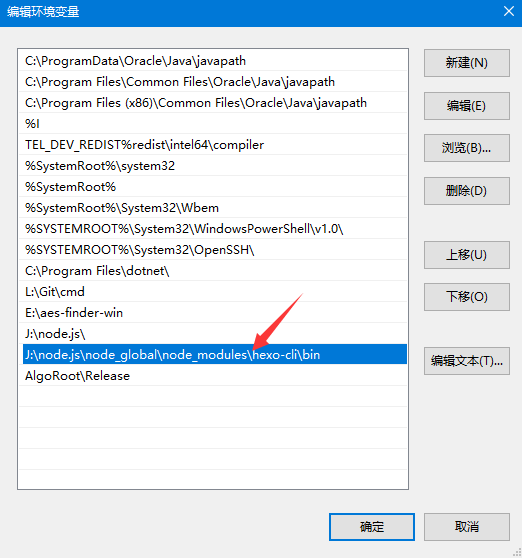 编辑环境变量
C:\ProgramData\Oracle\Java\javapath
C:\Program Files\Common Files\Oracle\Java\javapath
C:\Program Files (x86)\Common Files\Oracle\Java\javapath
%I
TEL_DEV_REDIST%redist\intel64\compiler
%SystemRoot%\system32
%SystemRoot%
%SystemRoot%\System32\Wbem
%SYSTEMROOT%\System32\WindowsPowerShell\v1.0\
%SYSTEMROOT%\System32\OpenSSH\
C:\Program Files\dotnet\
L:\Git\cmd
E:\aes-finder-win
J:\node.js\
J:\node.js\node_global\node_modules\hexo-cli\bin
AlgoRoot\Release
新建(N)
编辑(E)
浏览(B)...
删除(D)
上移(U)
下移(O)
编辑文本(T)...
确定
取消